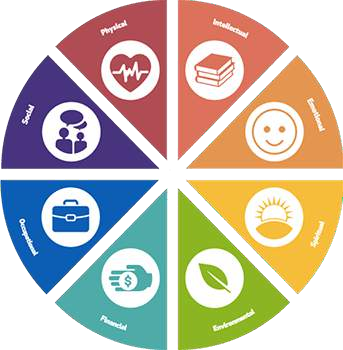 Physical
Intellectual
Emotional
Spiritual
Environmental
Financial
Occupational
Social
$